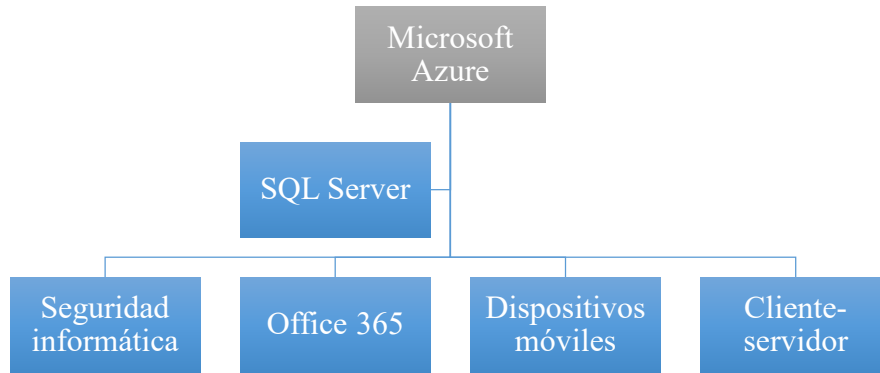 Microsoft
Azure
SQL Server
Seguridad
informática
Office 365
Dispositivos
móviles
Cliente-
servidor